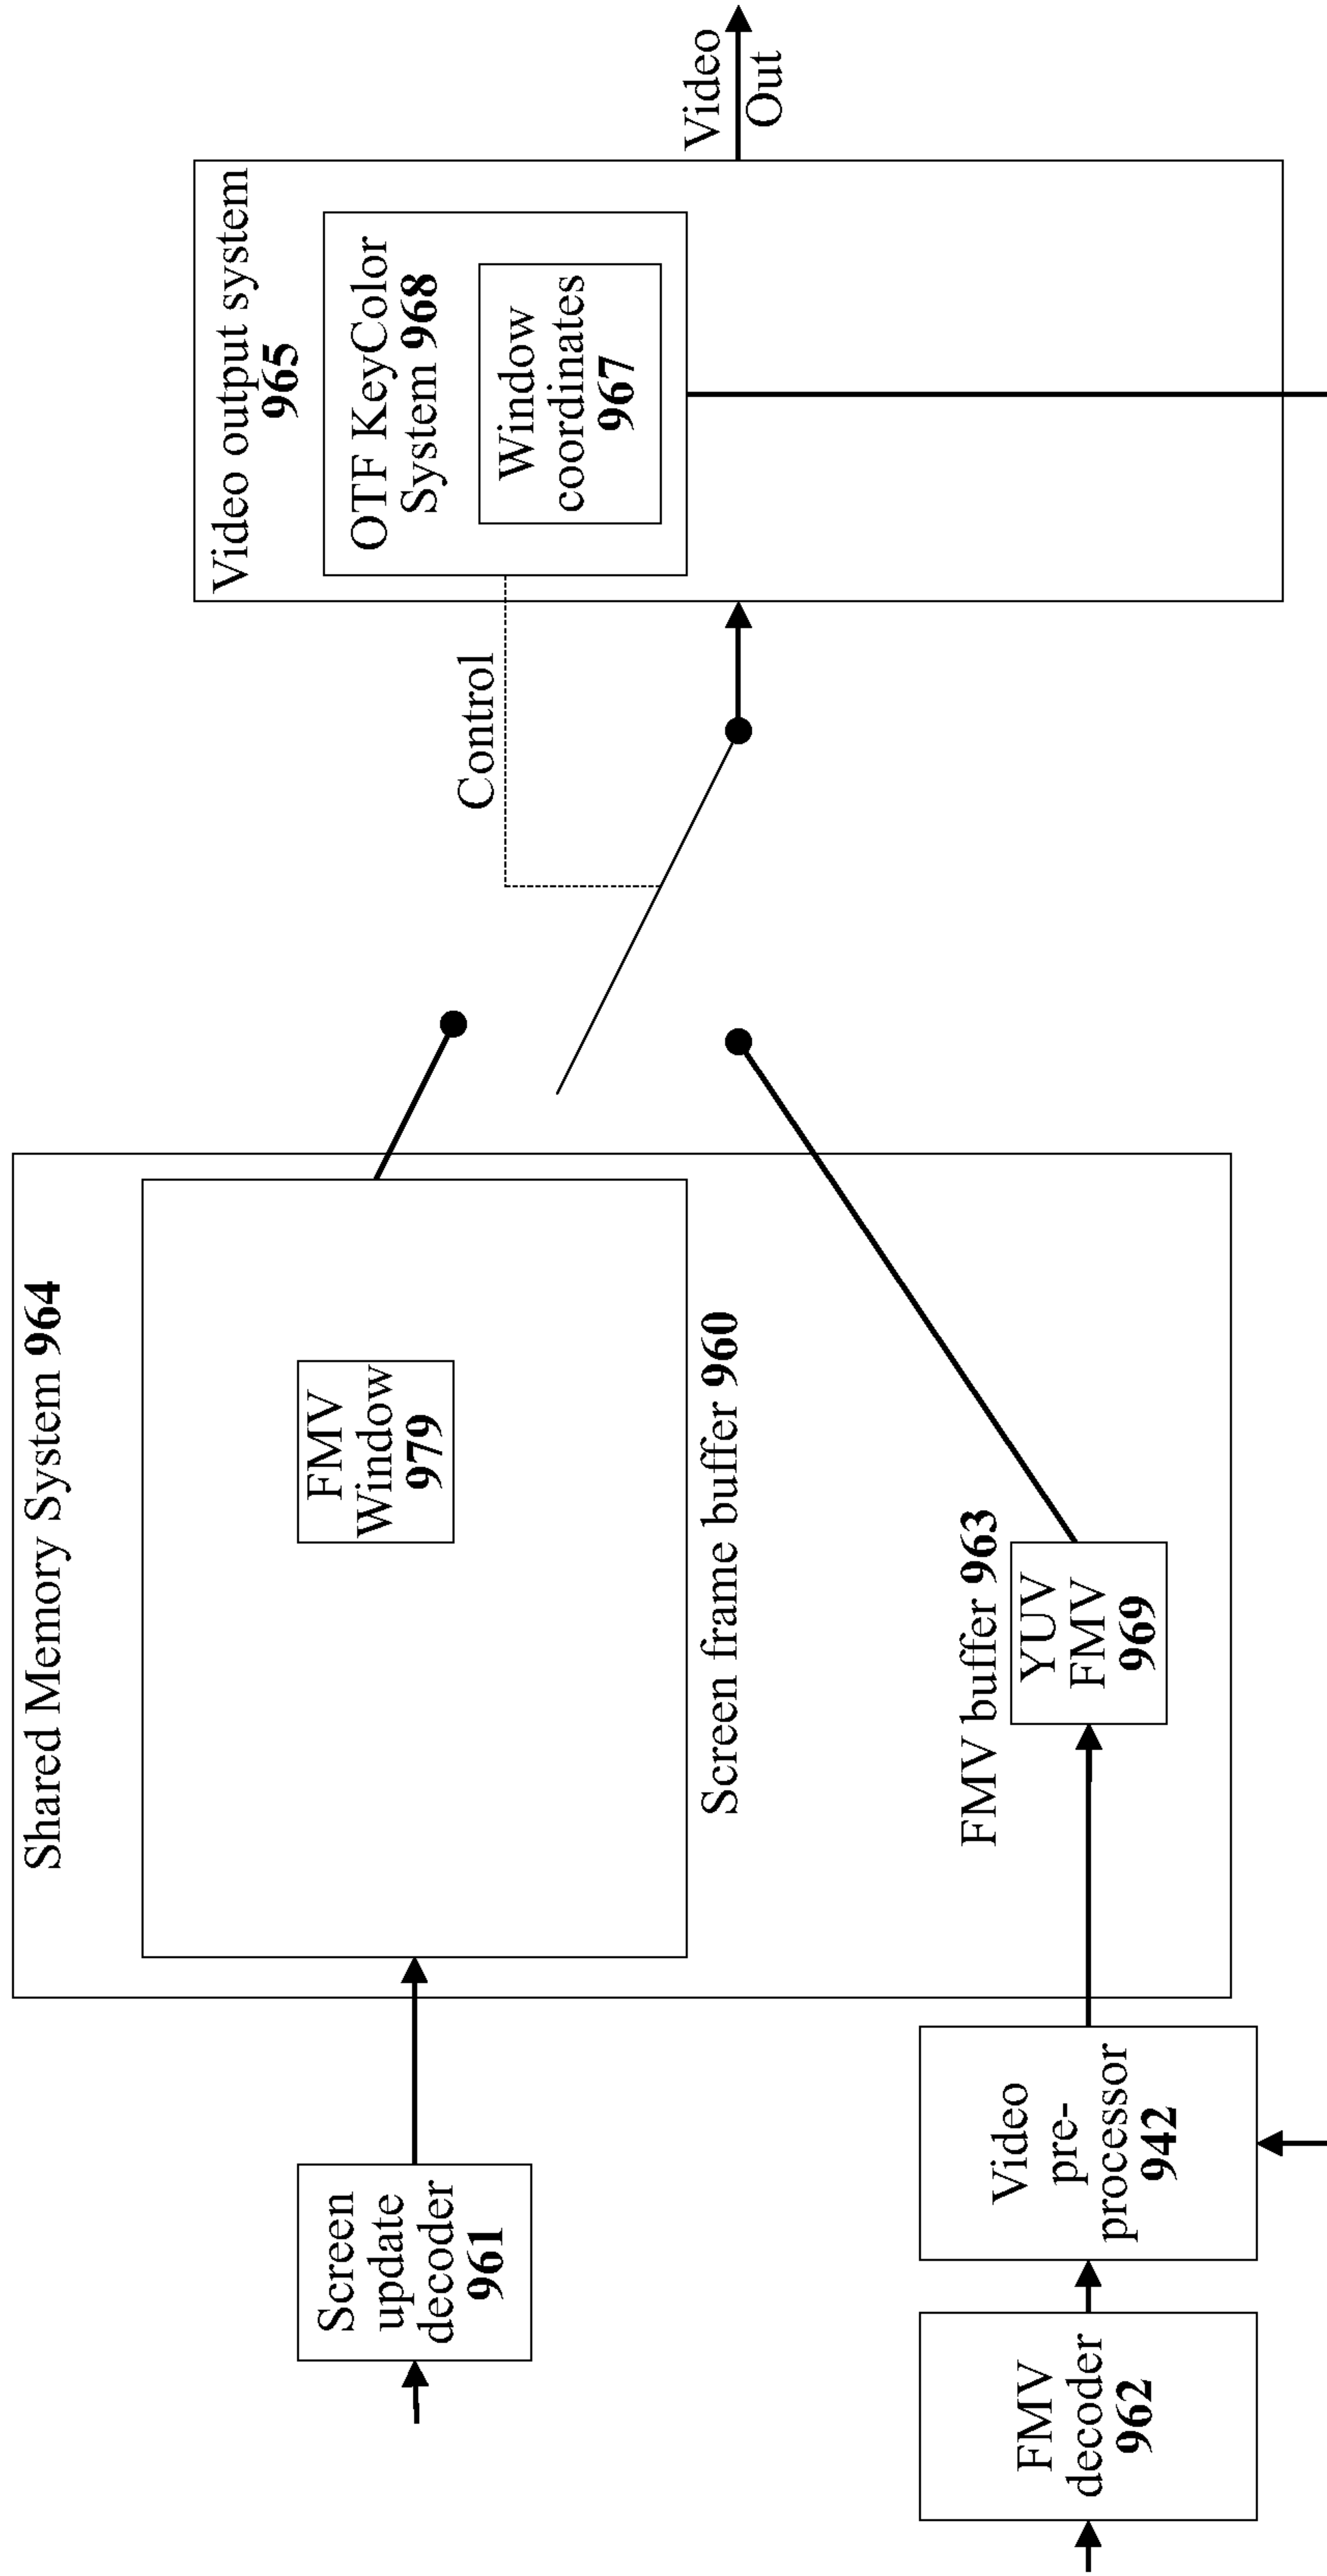 Shared Memory System 964
FMV
Window
979
Screen frame buffer 960
Screen
update
decoder
961
FMV buffer 963
YUV
FMV
969
FMV
decoder
962
Video
pre-
processor
942
Control
Video output system
965
OTF KeyColor
System 968
Window
coordinates
967
Video
Out